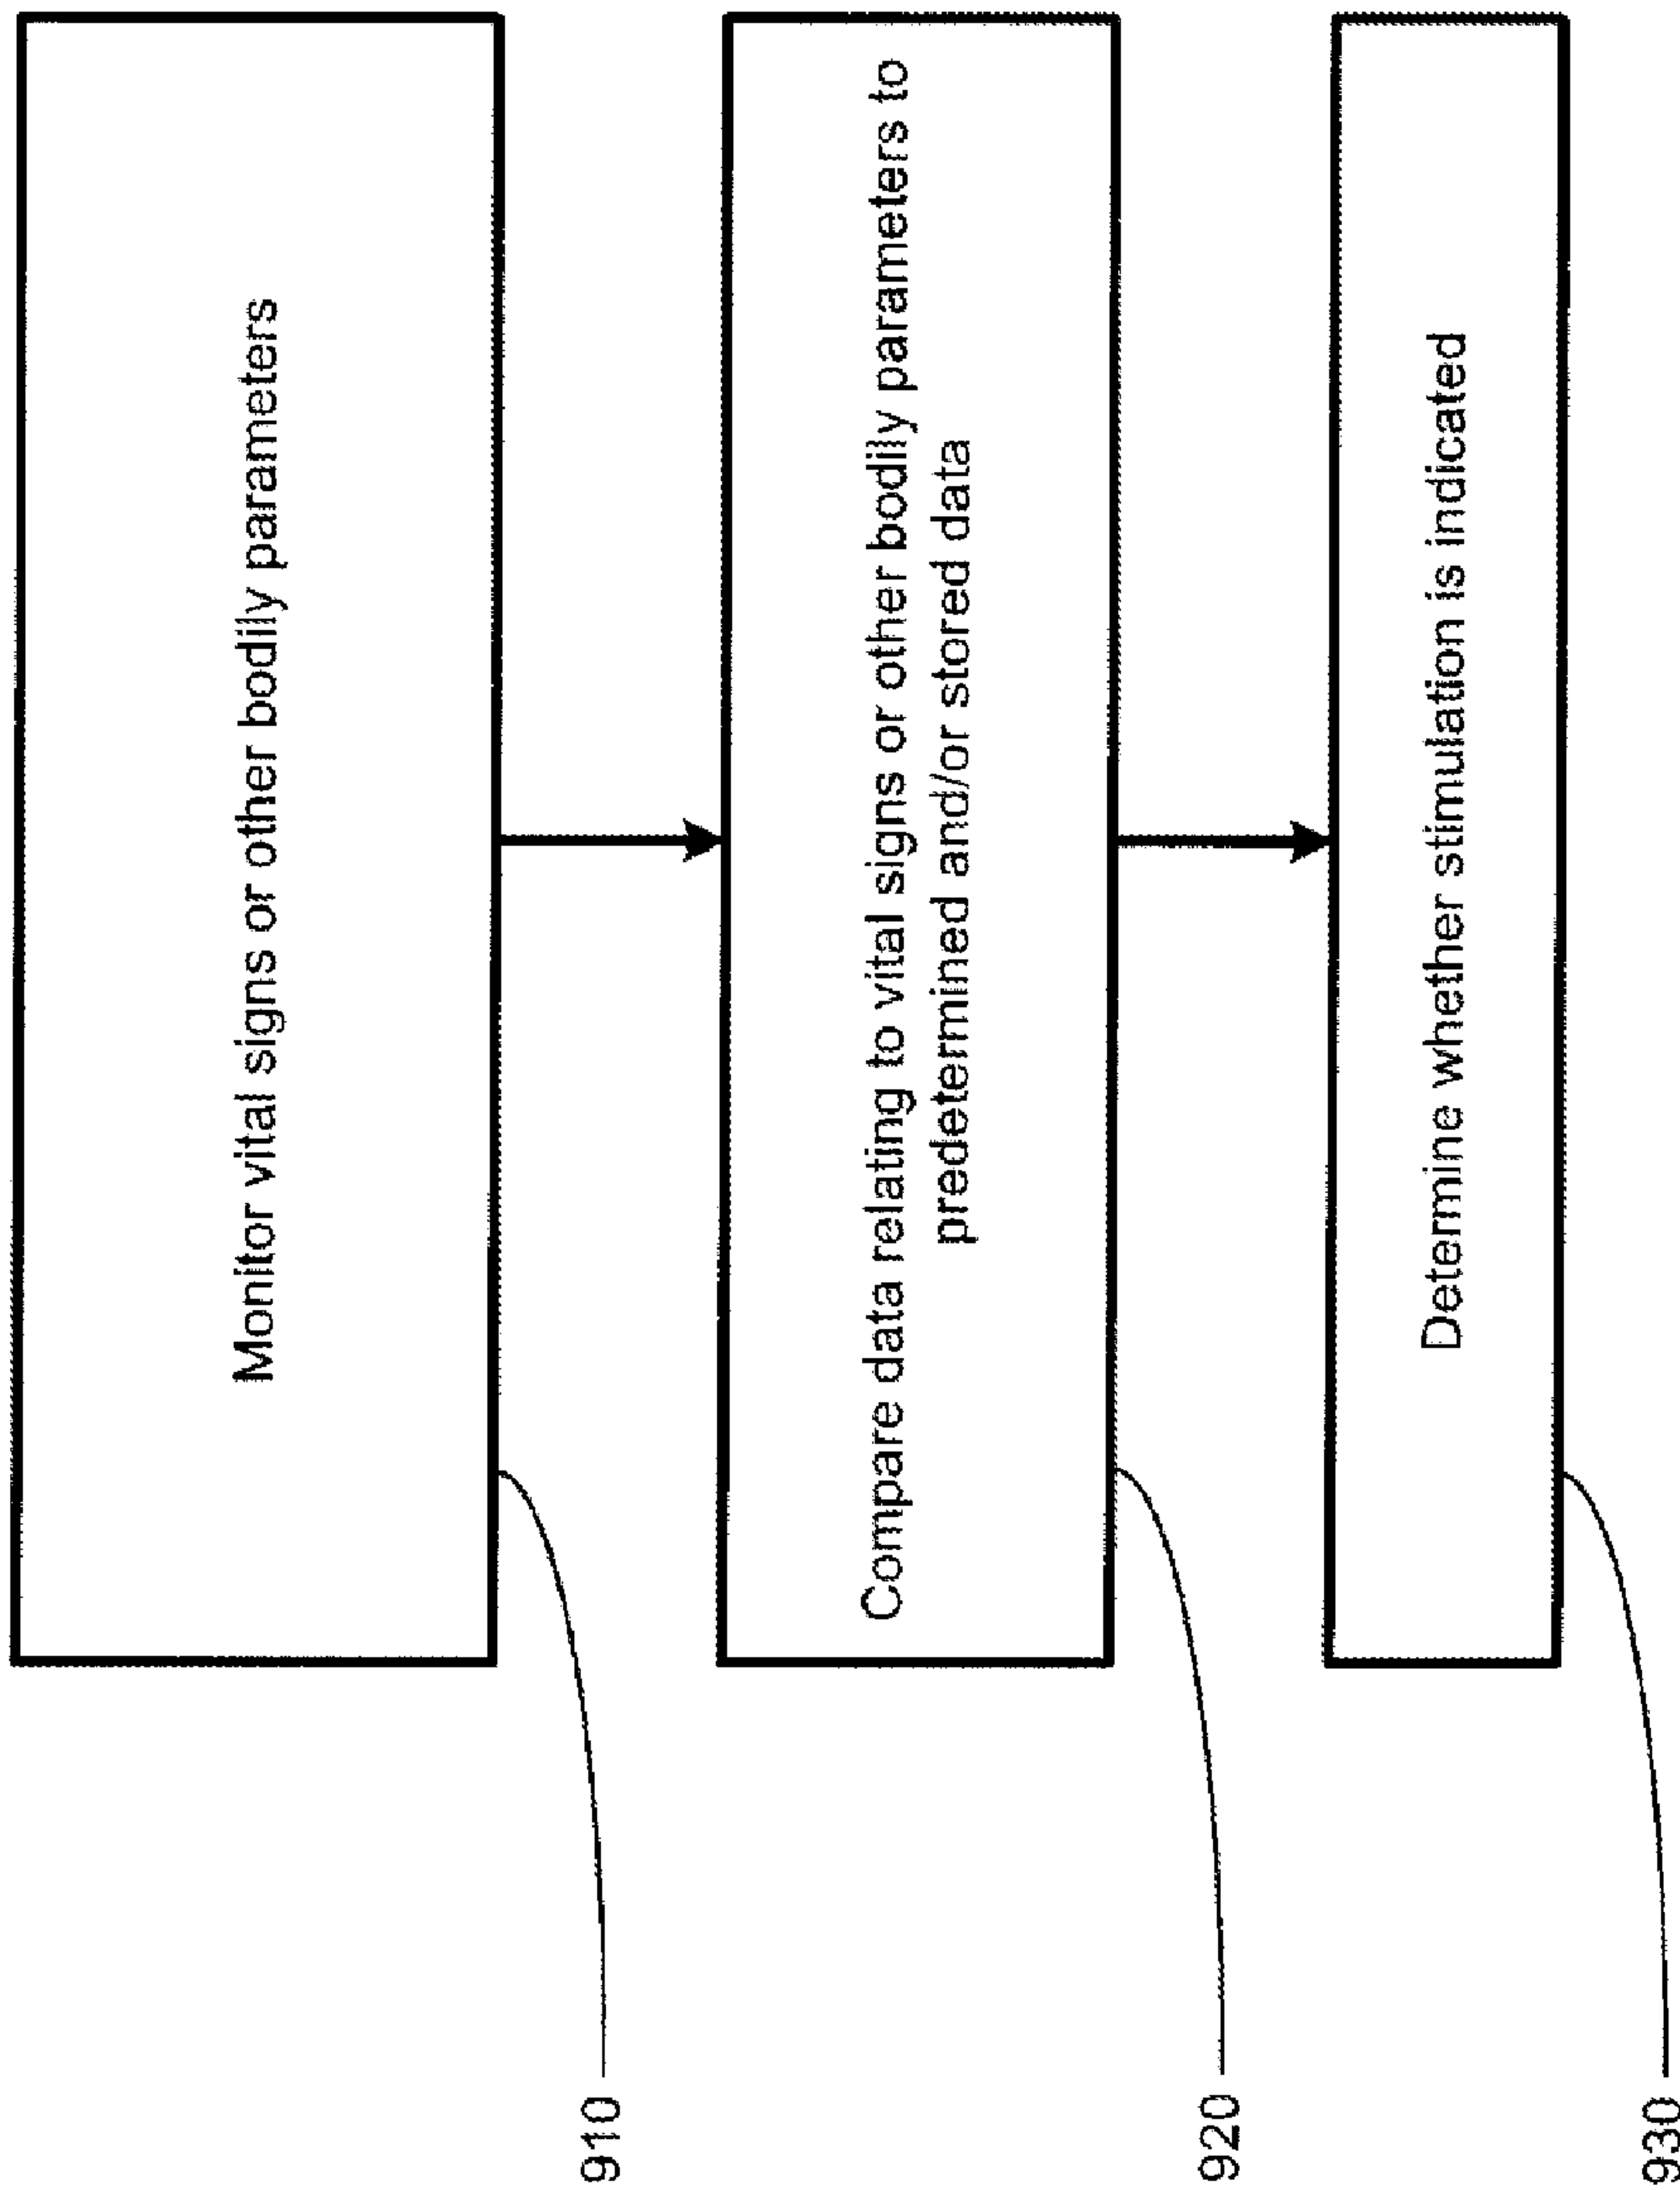 Monitor vital signs or other bodily parameters
910
Compare data relating to vital signs or other bodily parameters to
predetermined and/or stored data
920
Determine whether stimulation is indicated
930